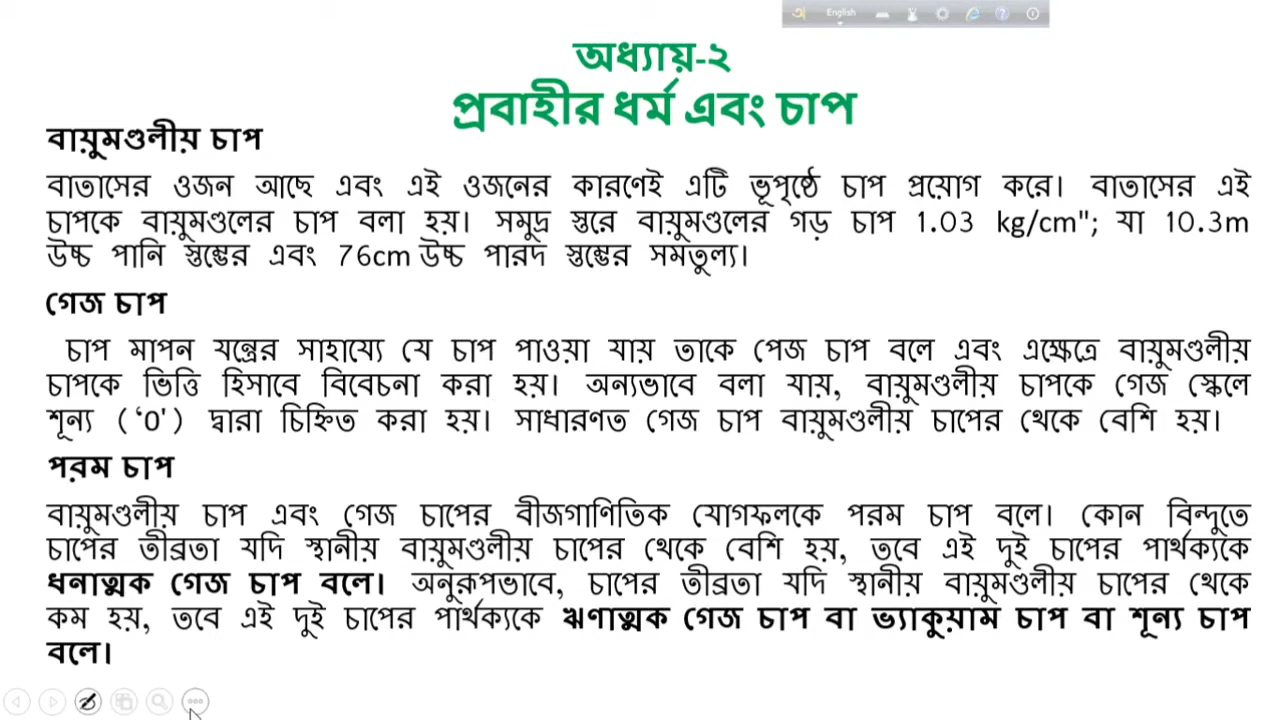 English
অধ্যায়-২
প্রবাহীর ধর্ম এবং চাপ
বায়ুমণ্ডলীয় চাপ
বাতাসের ওজন আছে এবং এই ওজনের কারণেই এটি ভূপৃষ্ঠে চাপ প্রয়োগ করে। বাতাসের এই
চাপকে বায়ুমণ্ডলের চাপ বলা হয়। সমুদ্র স্তরে বায়ুমণ্ডলের গড় চাপ 1.03 kg/cm"; যা 10.3m
উচ্চ পানি স্তম্ভের এবং 76cm উচ্চ পারদ স্তম্ভের সমতুল্য।
গেজ চাপ
চাপ মাপন যন্ত্রের সাহায্যে যে চাপ পাওয়া যায় তাকে পেজ চাপ বলে এবং এক্ষেত্রে বায়ুমণ্ডলীয়
চাপকে ভিত্তি হিসাবে বিবেচনা করা হয়। অন্যভাবে বলা যায়, বায়ুমণ্ডলীয় চাপকে গেজ স্কেলে
শূন্য (‘0') দ্বারা চিহ্নিত করা হয়। সাধারণত গেজ চাপ বায়ুমণ্ডলীয় চাপের থেকে বেশি হয়।
পরম চাপ
বায়ুমণ্ডলীয় চাপ এবং গেজ চাপের বীজগাণিতিক যোগফলকে পরম চাপ বলে। কোন বিন্দুতে
চাপের তীব্রতা যদি স্থানীয় বায়ুমণ্ডলীয় চাপের থেকে বেশি হয়, তবে এই দুই চাপের পার্থক্যকে
ধনাত্মক গেজ চাপ বলে। অনুরূপভাবে, চাপের তীব্রতা যদি স্থানীয় বায়ুমণ্ডলীয় চাপের থেকে
কম হয়, তবে এই দুই চাপের পার্থক্যকে ঋণাত্মক গেজ চাপ বা ভ্যাকুয়াম চাপ বা শূন্য চাপ
বলে।